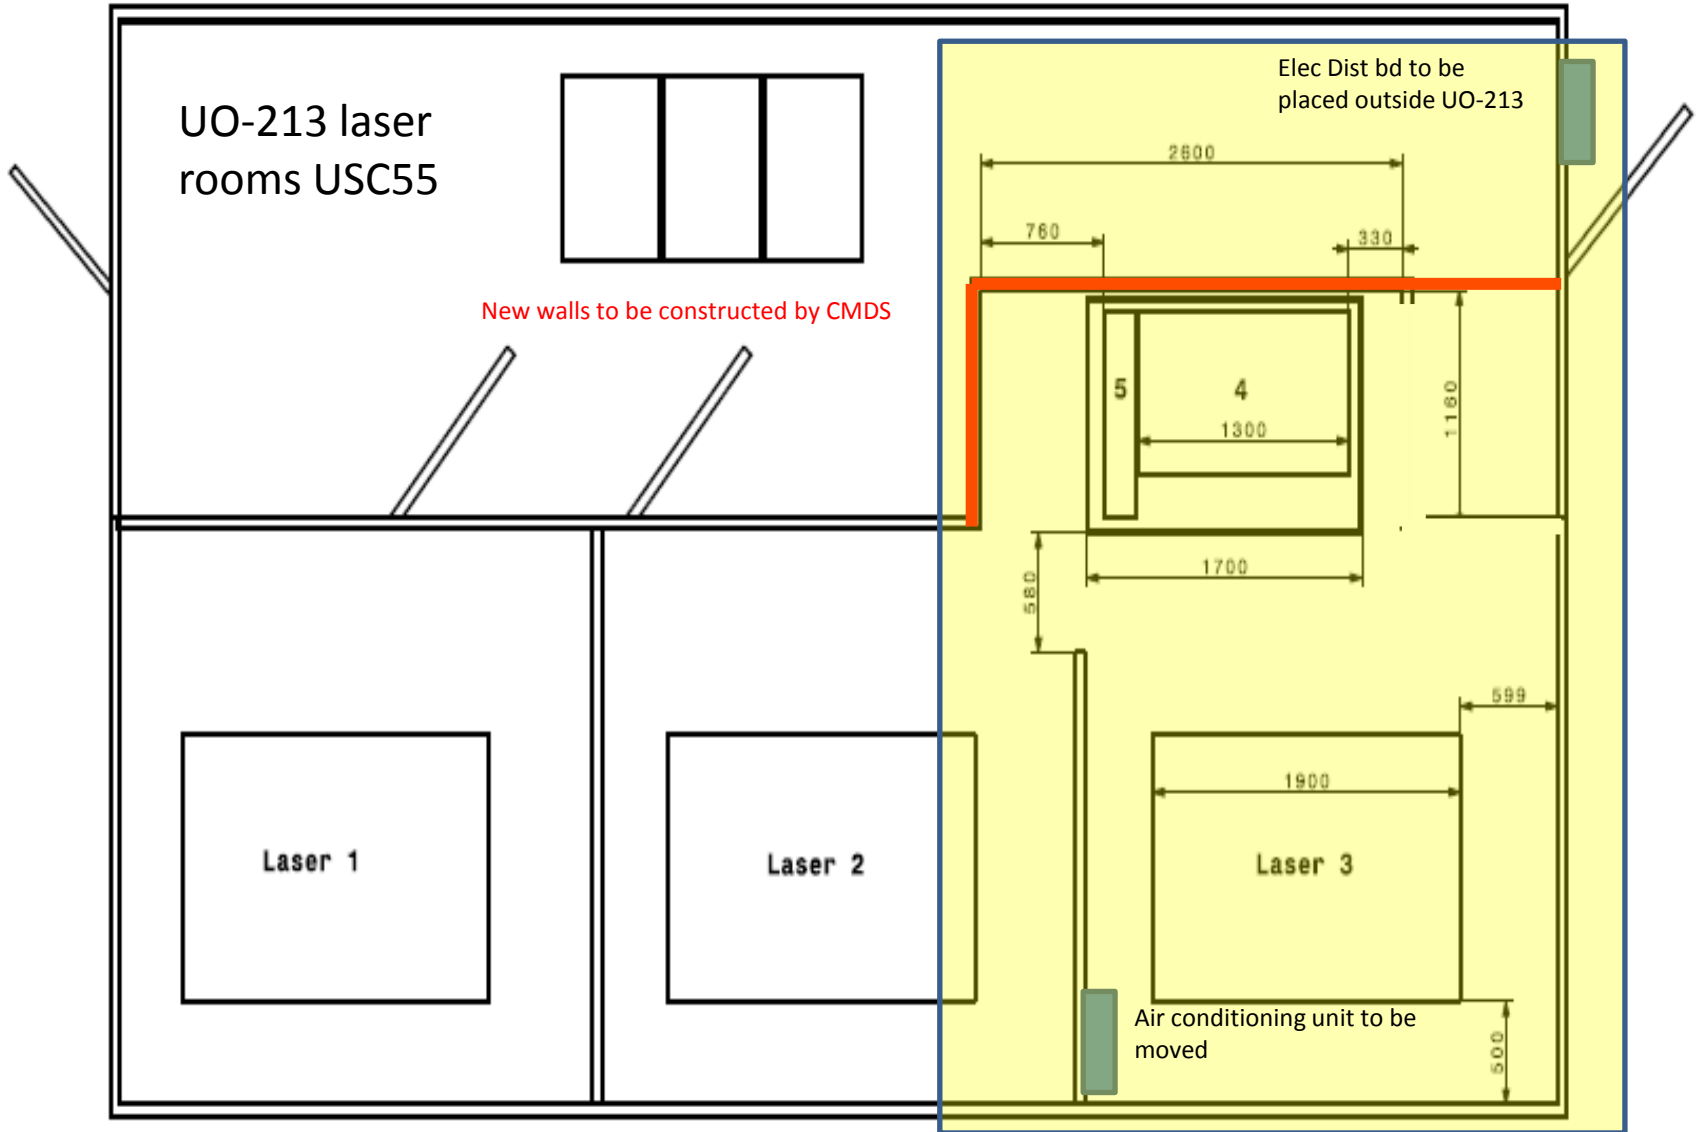 Elec Dist bd to be
placed outside UO-213
UO-213 laser
rooms USC55
2600
760
330
New walls to be constructed by CMDS
5
4
1160
1300
1700
580
599
1900
Laser 1
Laser 2
Laser 3
Air conditioning unit to be
moved
500